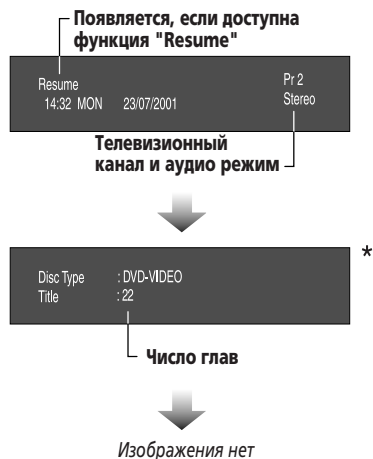 Появляется, если доступна
функция "Resume"
Resume
Pr 2
14:32 MON 23/07/2001
Stereo
Телевизионный
канал и аудио режим
*
Disc Type : DVD-VIDEO
Title : 22
Число глав
Изображения нет